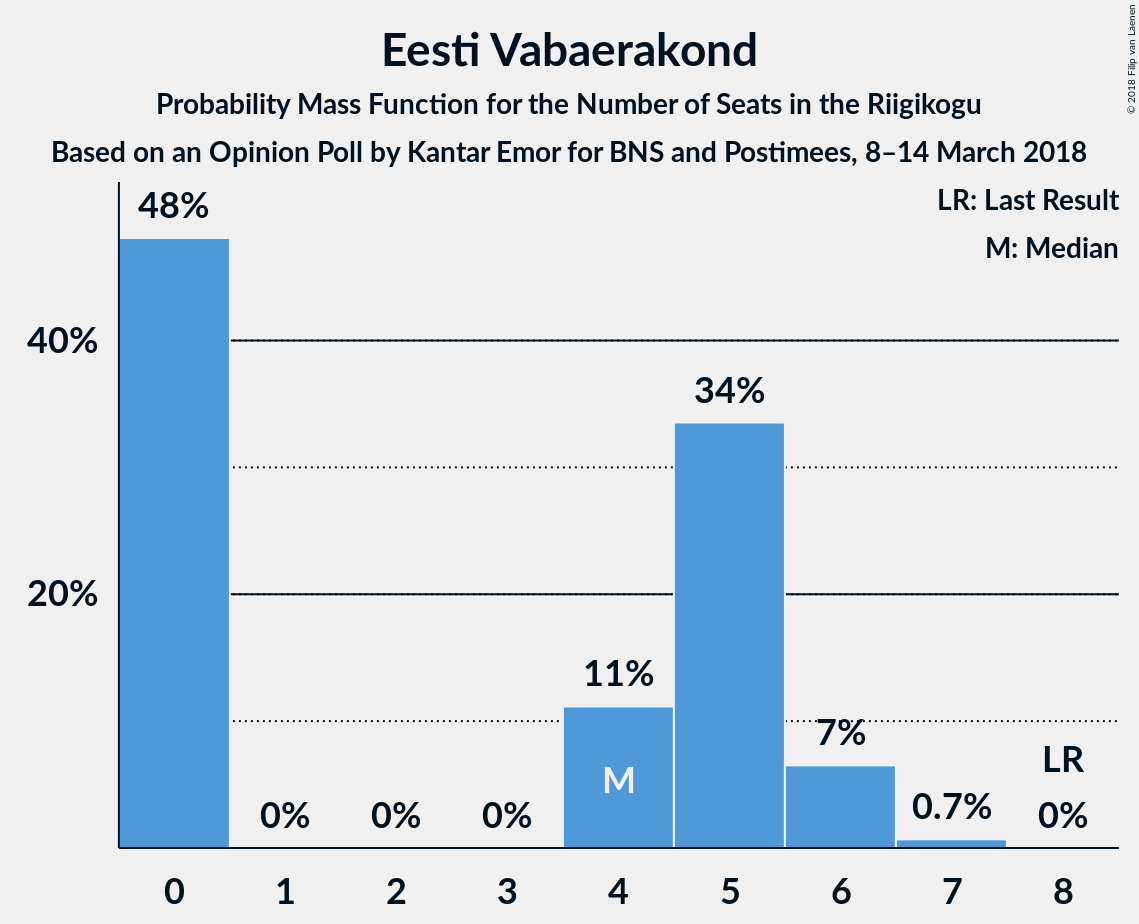 Eesti Vabaerakond
Probability Mass Function for the Number of Seats in the Riigikogu
Based on an Opinion Poll by Kantar Emor for BNS and Postimees, 8–14 March 2018
© 2018 Filip van Laenen
LR: Last Result
M: Median
48%
40%
34%
20%
11%
7%
M
LR
0.7%
0%
0%
0%
0%
0
1
2
3
4
5
6
7
8